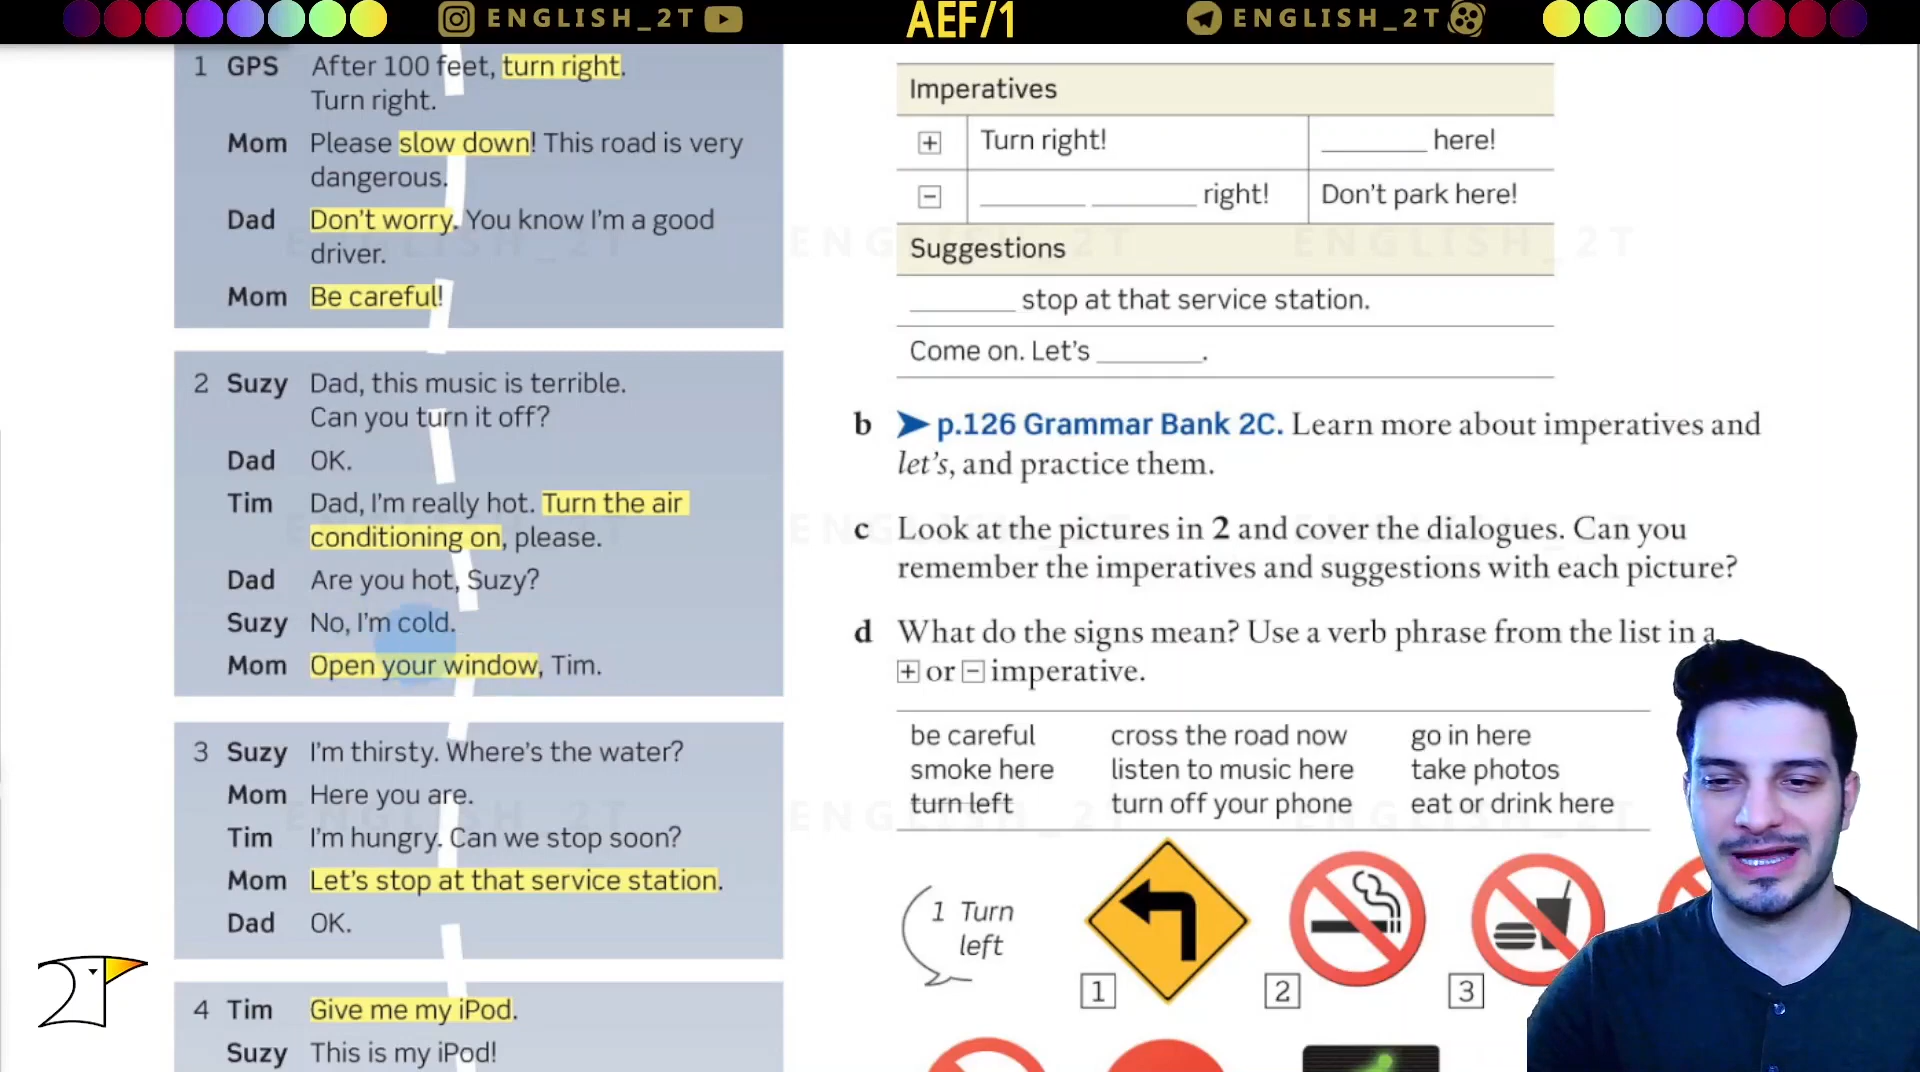 ENGLISH_2T
AEF/1
ENGLISH_2T
1 GPS After 100 feet, turn right.
Turn right.
Mom Please slow down! This road is very
dangerous.
Dad Don't worry. You know I'm a good
driver.
Mom Be careful!
2 Suzy Dad, this music is terrible.
Can you turn it off?
Dad OK.
Tim Dad, I'm really hot. Turn the air
conditioning on, please.
Dad Are you hot, Suzy?
Suzy No, I'm cold.
Mom Open your window, Tim.
3 Suzy I'm thirsty. Where's the water?
Mom Here you are.
Tim I'm hungry. Can we stop soon?
Mom Let's stop at that service station.
Dad OK.
4 Tim Give me my iPod.
Suzy This is my iPod!
Imperatives
+ Turn right! ________ here!
− ________ ________ right! Don't park here!
Suggestions
________ stop at that service station.
Come on. Let's ________.
b ➤ p.126 Grammar Bank 2C. Learn more about imperatives and
let's, and practice them.
c Look at the pictures in 2 and cover the dialogues. Can you
remember the imperatives and suggestions with each picture?
d What do the signs mean? Use a verb phrase from the list in a
+ or − imperative.
be careful cross the road now go in here
smoke here listen to music here take photos
turn left turn off your phone eat or drink here
1 Turn
left
1 2 3
2T
ENGLISH_2T ENGLISH_2T ENGLISH_2T